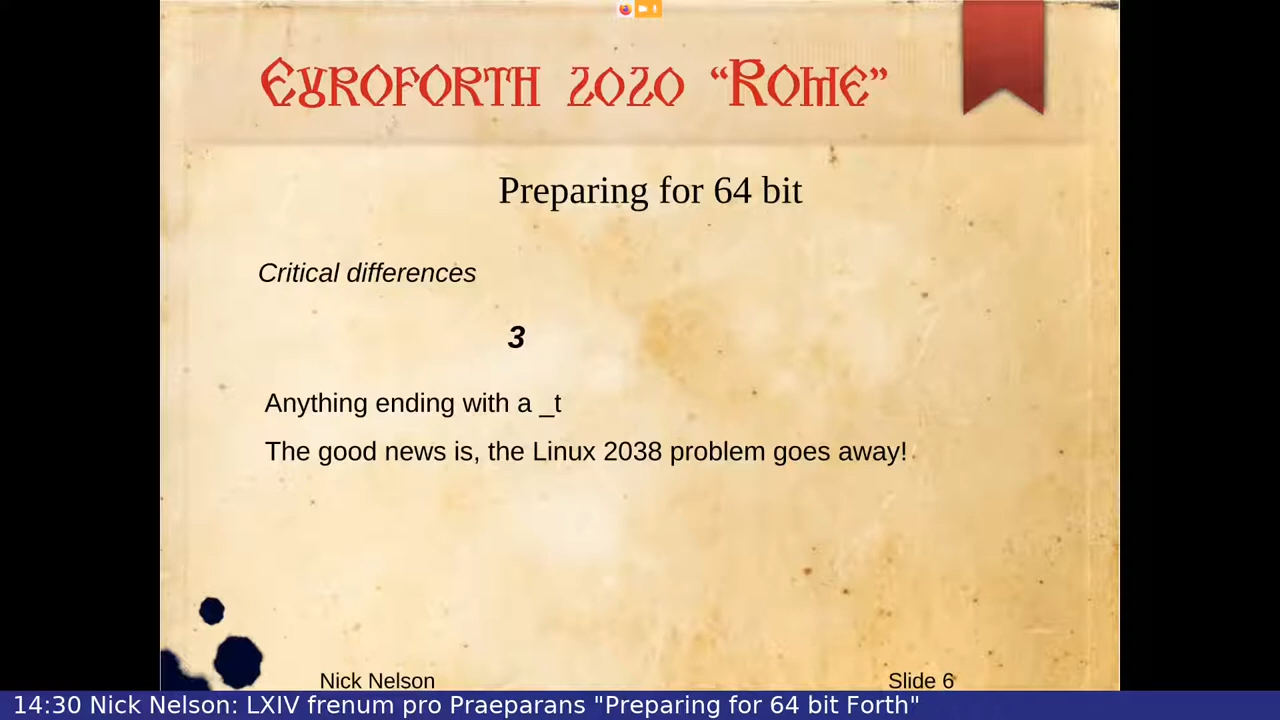 EUROFORTH 2020 “ROME”
Preparing for 64 bit
Critical differences
3
Anything ending with a _t
The good news is, the Linux 2038 problem goes away!
Nick Nelson
Slide 6
14:30 Nick Nelson: LXIV frenum pro Praeparans "Preparing for 64 bit Forth"